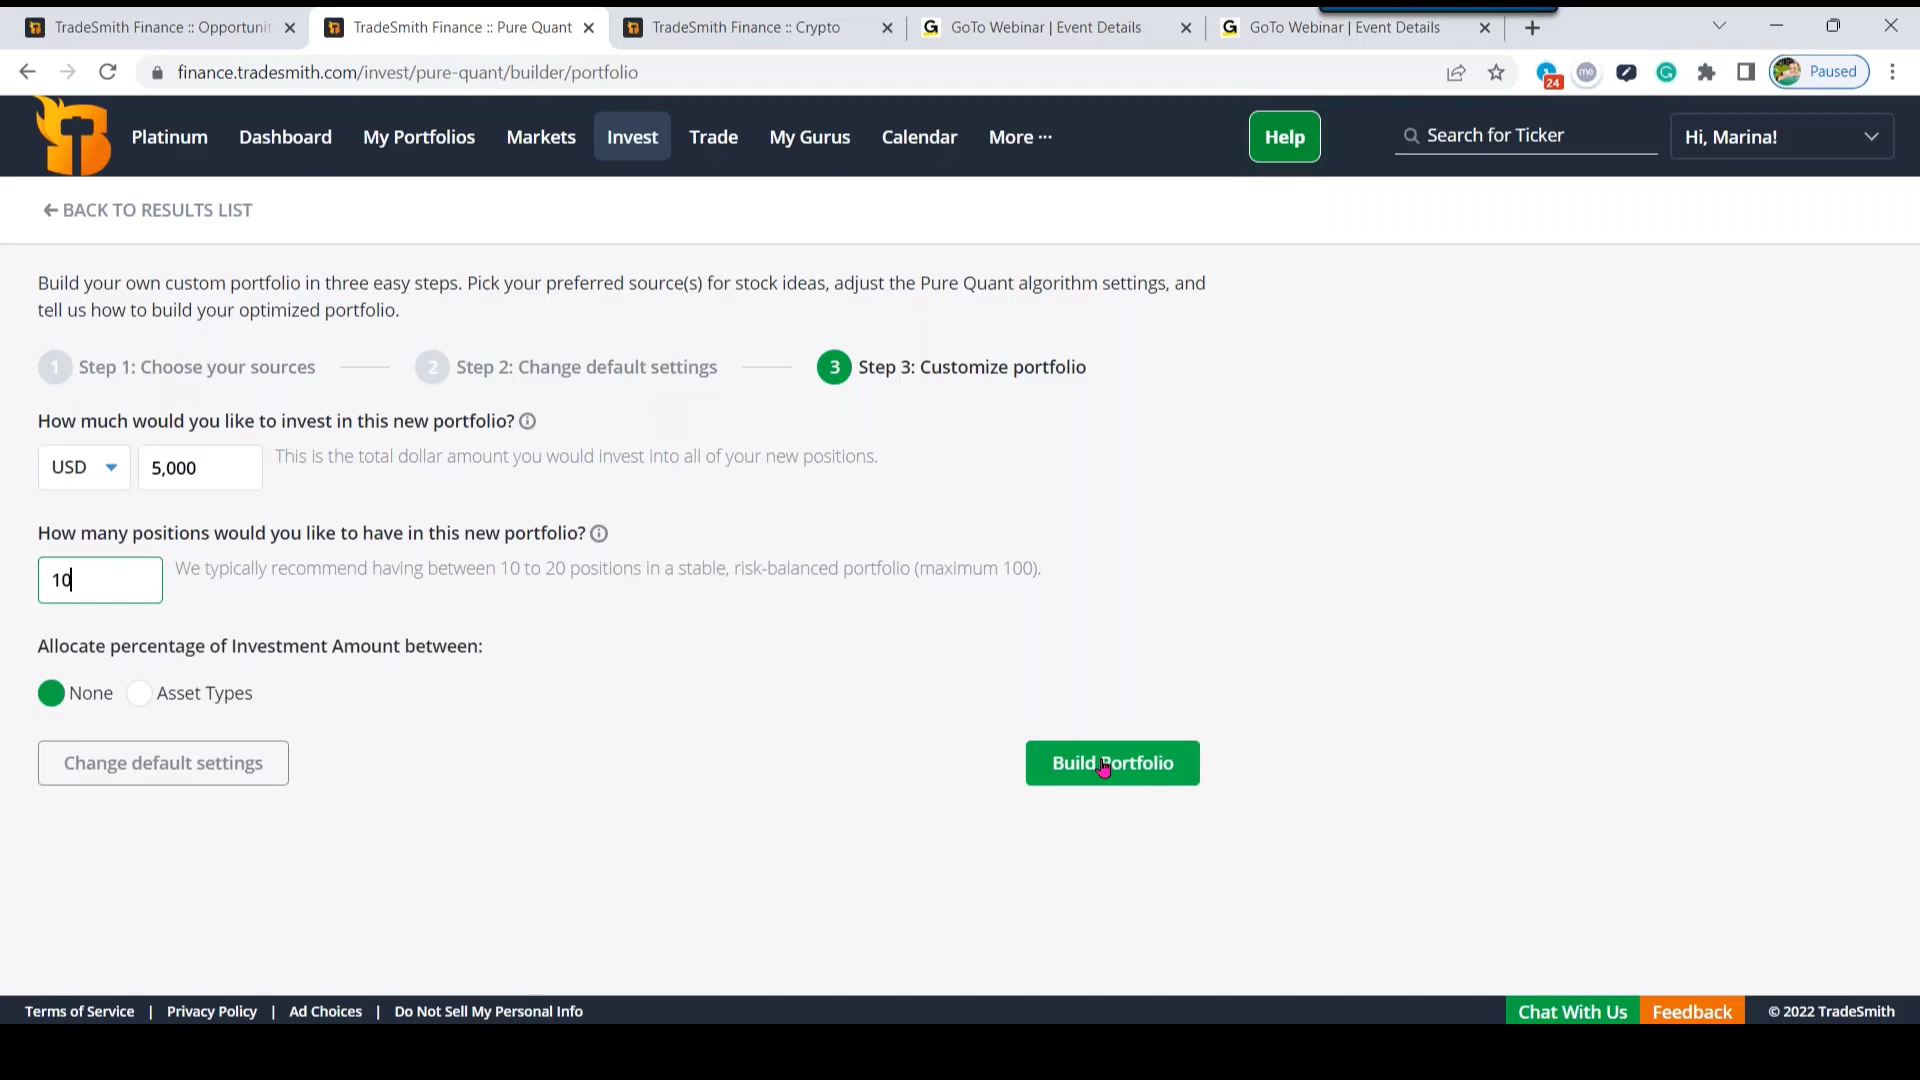 TradeSmith Finance :: Opportuni
TradeSmith Finance :: Pure Quant
TradeSmith Finance :: Crypto
G GoTo Webinar | Event Details
G GoTo Webinar | Event Details
finance.tradesmith.com/invest/pure-quant/builder/portfolio
24
me
G
Paused
Platinum
Dashboard
My Portfolios
Markets
Invest
Trade
My Gurus
Calendar
More ···
Help
Search for Ticker
Hi, Marina!
BACK TO RESULTS LIST
Build your own custom portfolio in three easy steps. Pick your preferred source(s) for stock ideas, adjust the Pure Quant algorithm settings, and
tell us how to build your optimized portfolio.
1 Step 1: Choose your sources
2 Step 2: Change default settings
3 Step 3: Customize portfolio
How much would you like to invest in this new portfolio?
USD
5,000
This is the total dollar amount you would invest into all of your new positions.
How many positions would you like to have in this new portfolio?
10
We typically recommend having between 10 to 20 positions in a stable, risk-balanced portfolio (maximum 100).
Allocate percentage of Investment Amount between:
None
Asset Types
Change default settings
Build Portfolio
Terms of Service | Privacy Policy | Ad Choices | Do Not Sell My Personal Info
Chat With Us
Feedback
© 2022 TradeSmith